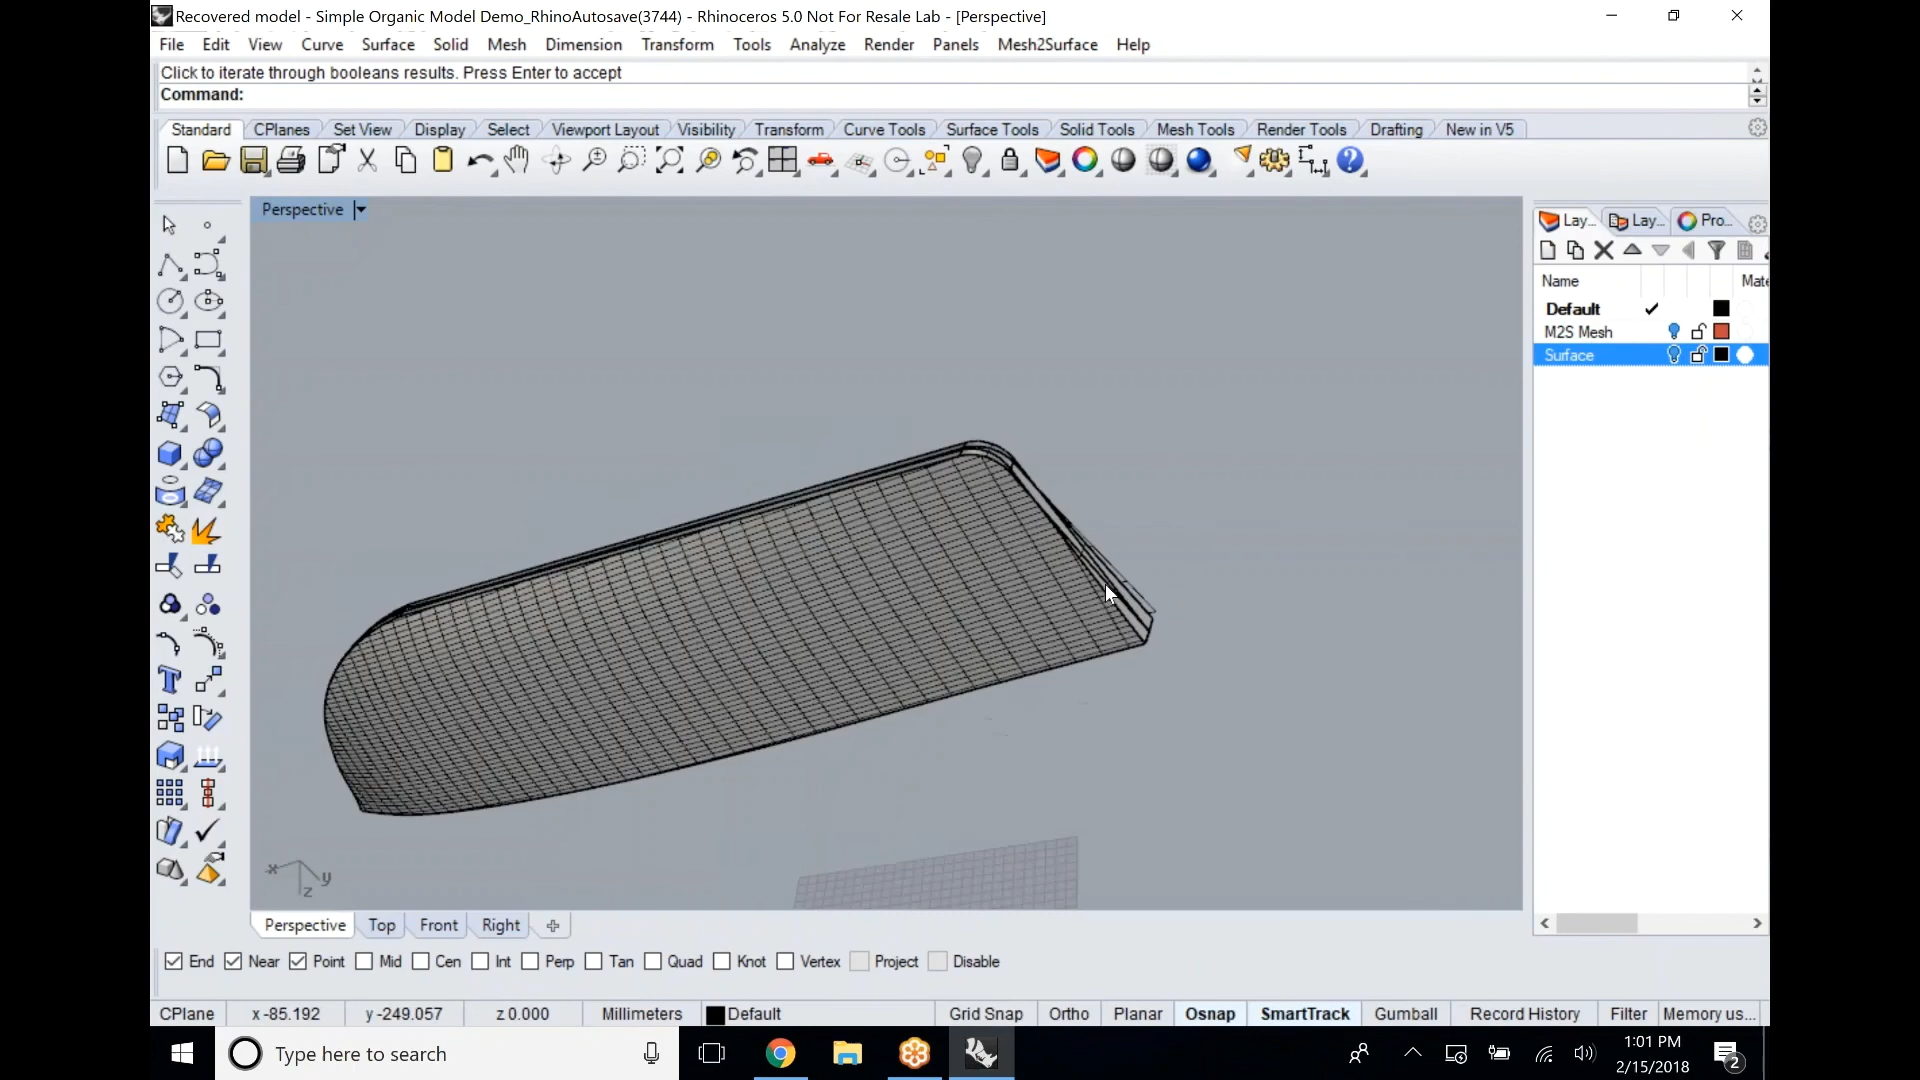 Recovered model - Simple Organic Model Demo_RhinoAutosave(3744) - Rhinoceros 5.0 Not For Resale Lab - [Perspective]
File Edit View Curve Surface Solid Mesh Dimension Transform Tools Analyze Render Panels Mesh2Surface Help
Click to iterate through booleans results. Press Enter to accept
Command:
Standard CPlanes Set View Display Select Viewport Layout Visibility Transform Curve Tools Surface Tools Solid Tools Mesh Tools Render Tools Drafting New in V5
Perspective
Lay... Lay... Pro...
Name Mate
Default
M2S Mesh
Surface
x y z
Perspective Top Front Right
End Near Point Mid Cen Int Perp Tan Quad Knot Vertex Project Disable
CPlane x -85.192 y -249.057 z 0.000 Millimeters Default Grid Snap Ortho Planar Osnap SmartTrack Gumball Record History Filter Memory us...
Type here to search
1:01 PM
2/15/2018
2